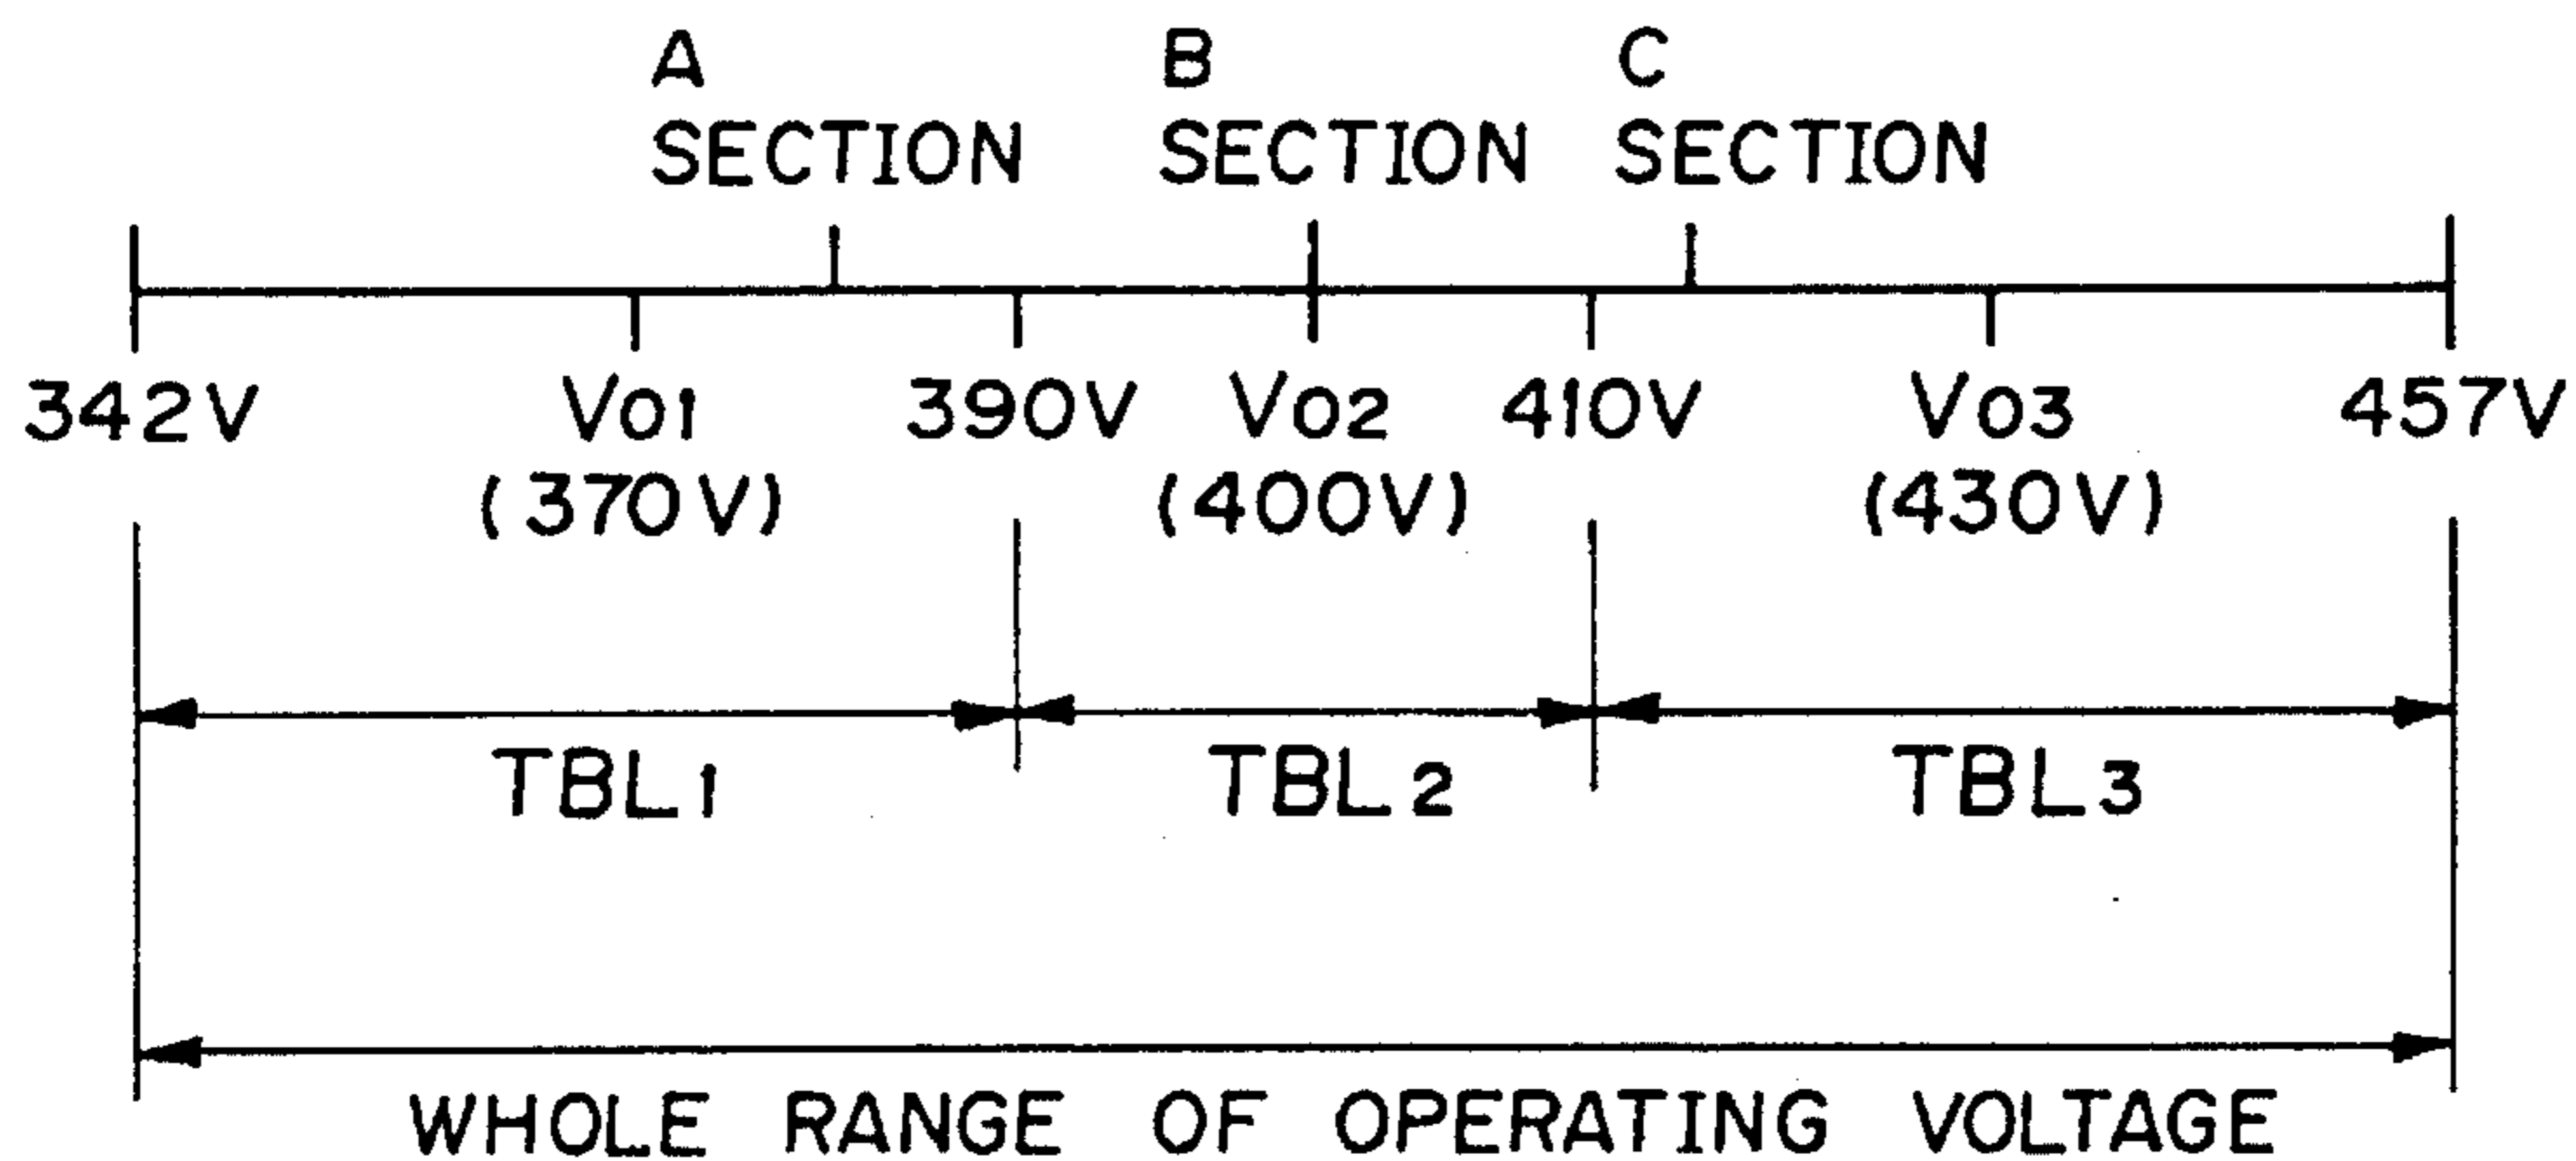 A B C
SECTION SECTION SECTION
342V Vo1 390V Vo2 410V Vo3 457V
(370V) (400V) (430V)
TBL1 TBL2 TBL3
WHOLE RANGE OF OPERATING VOLTAGE